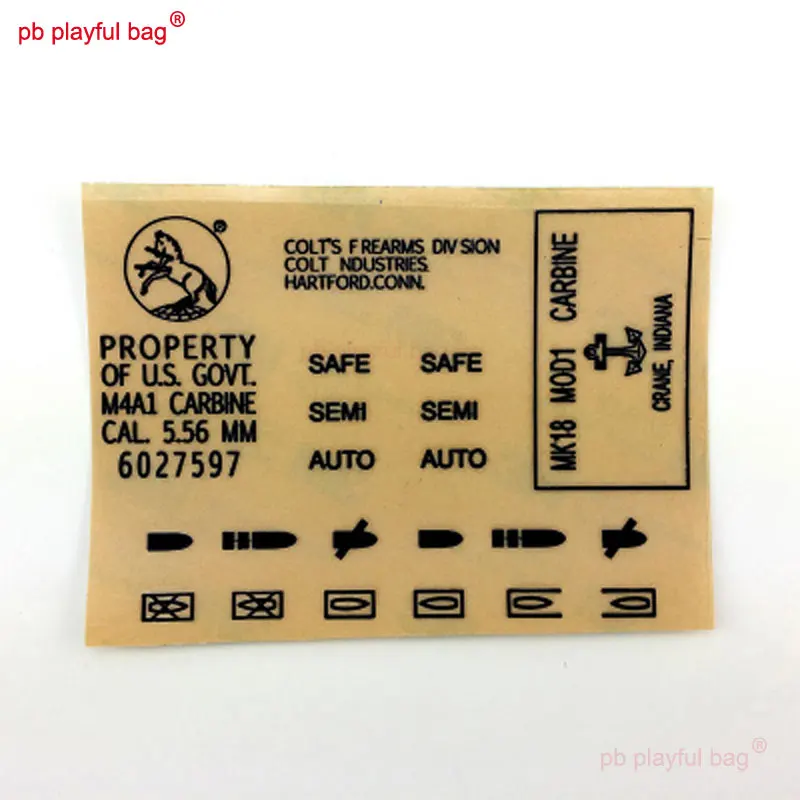 pb playful bag®
®
COLT'S F REARMS DIV SION
COLT NDUSTRIES.
HARTFORD.CONN.
PROPERTY
OF U.S. GOVT.
M4A1 CARBINE
CAL. 5.56 MM
6027597
SAFE SAFE
SEMI SEMI
AUTO AUTO
MK18 MOD1 CARBINE
CRANE, INDIANA
pb playful bag®